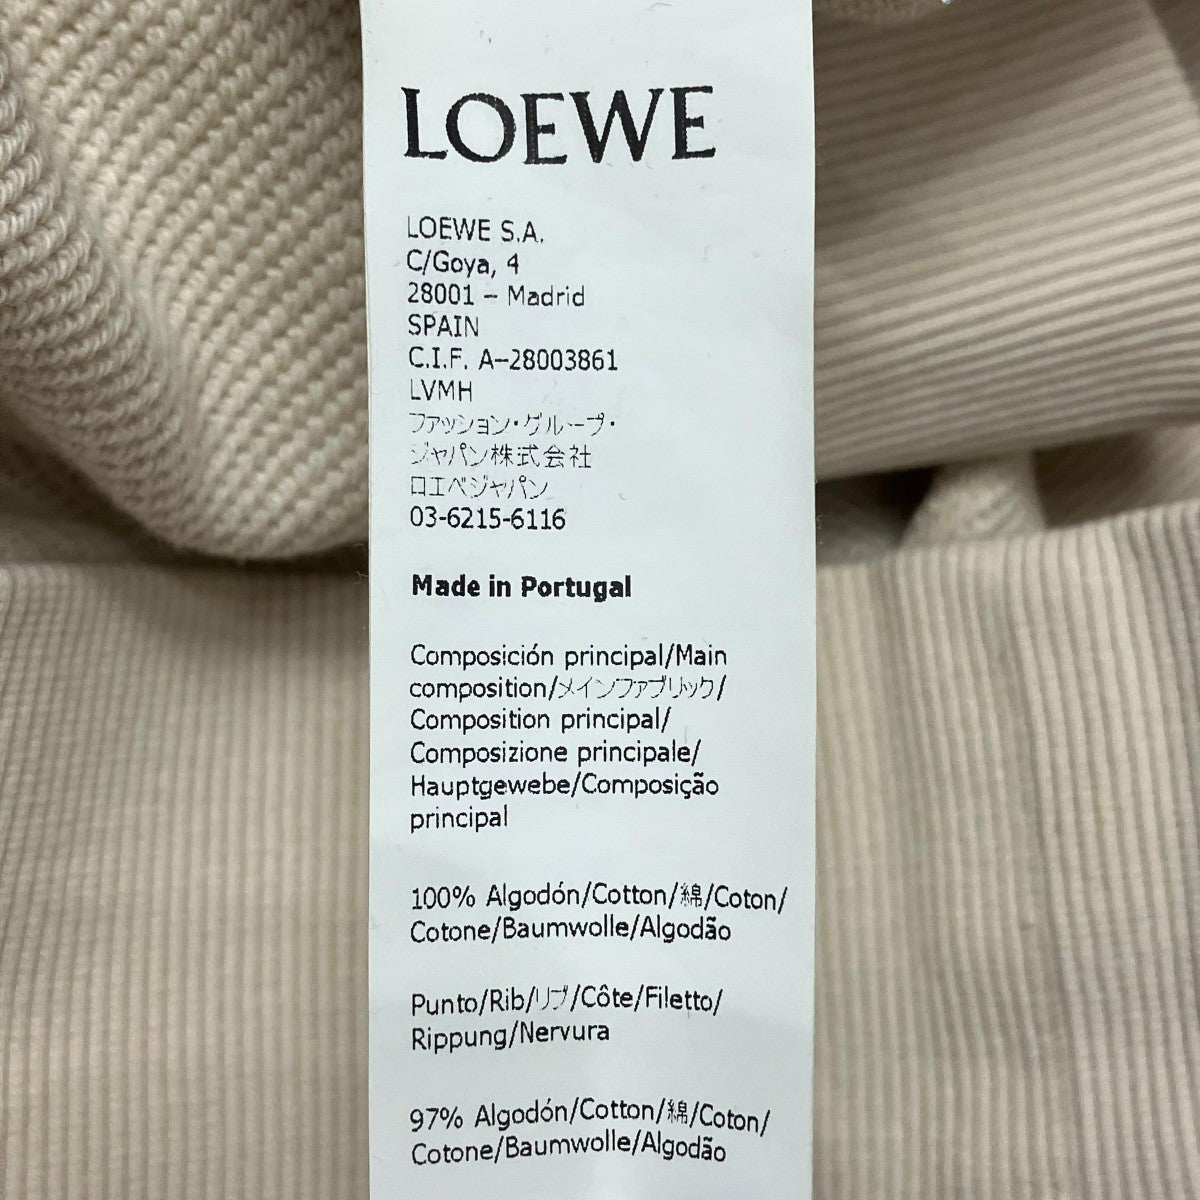 LOEWE
LOEWE S.A.
C/Goya, 4
28001 – Madrid
SPAIN
C.I.F. A–28003861
LVMH
ファッション・グループ・
ジャパン株式会社
ロエベジャパン
03-6215-6116
Made in Portugal
Composición principal/Main
composition/メインファブリック/
Composition principal/
Composizione principale/
Hauptgewebe/Composição
principal
100% Algodón/Cotton/綿/Coton/
Cotone/Baumwolle/Algodão
Punto/Rib/リブ/Côte/Filetto/
Rippung/Nervura
97% Algodón/Cotton/綿/Coton/
Cotone/Baumwolle/Algodão